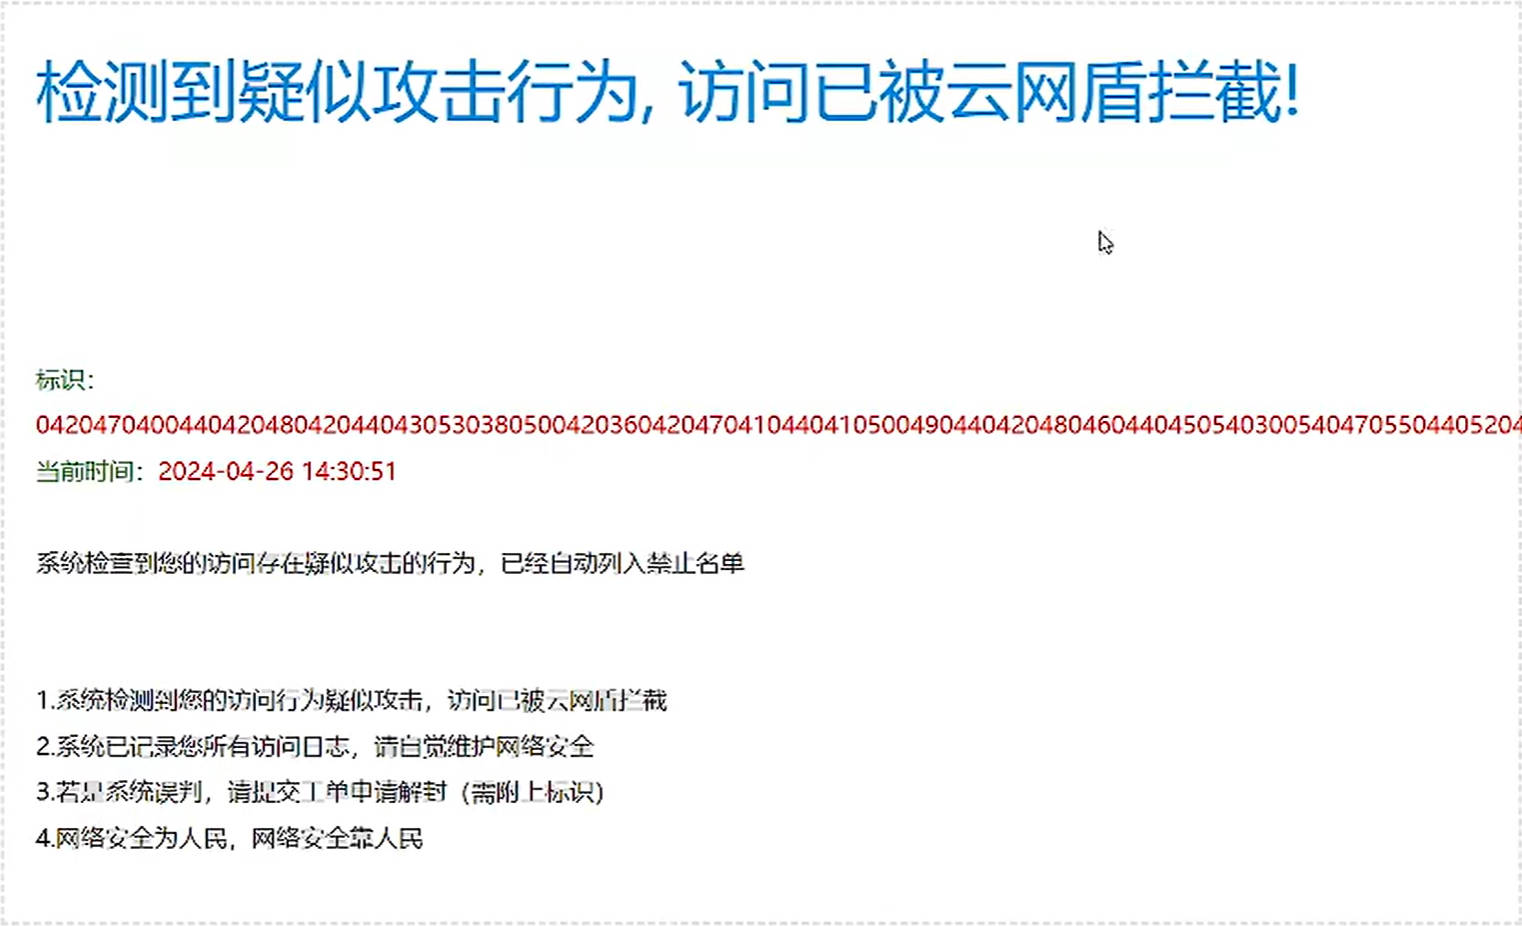 检测到疑似攻击行为, 访问已被云网盾拦截!
标识：
04204704004404204804204404305303805004203604204704104404105004904404204804604404505403005404705504405204
当前时间：2024-04-26 14:30:51
系统检查到您的访问存在疑似攻击的行为，已经自动列入禁止名单
1.系统检测到您的访问行为疑似攻击，访问已被云网盾拦截
2.系统已记录您所有访问日志，请自觉维护网络安全
3.若是系统误判，请提交工单申请解封（需附上标识）
4.网络安全为人民，网络安全靠人民